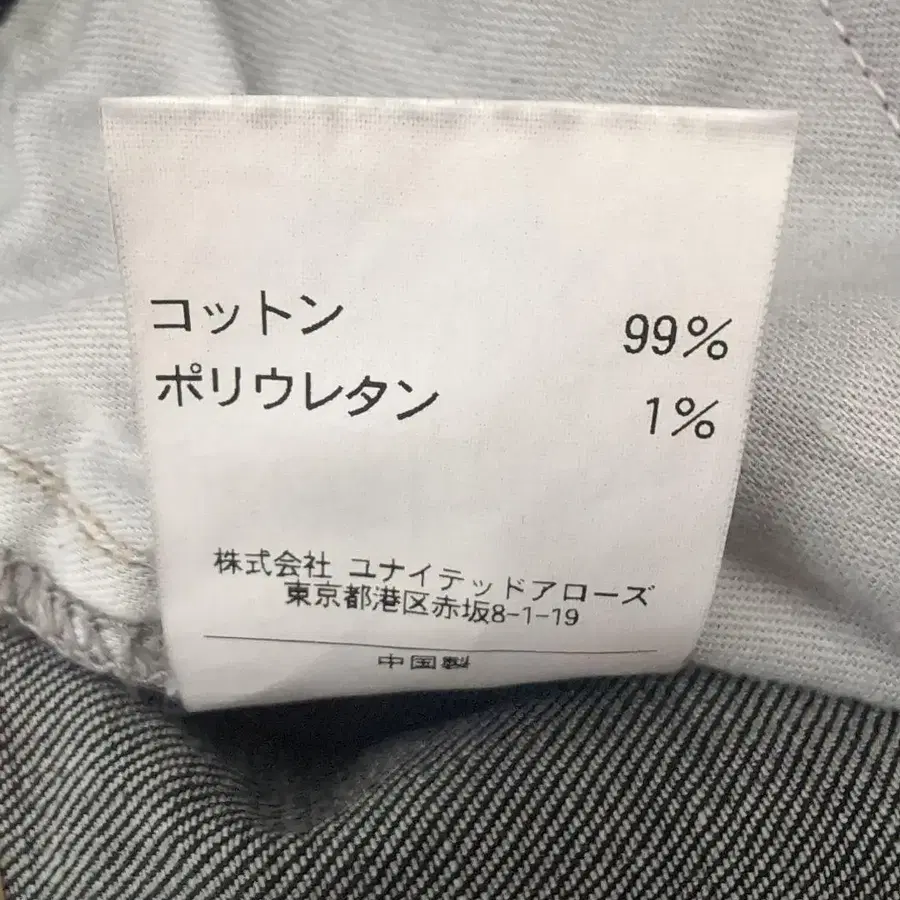 コットン 99%
ポリウレタン 1%
株式会社 ユナイテッドアローズ
東京都港区赤坂8-1-19
中国製